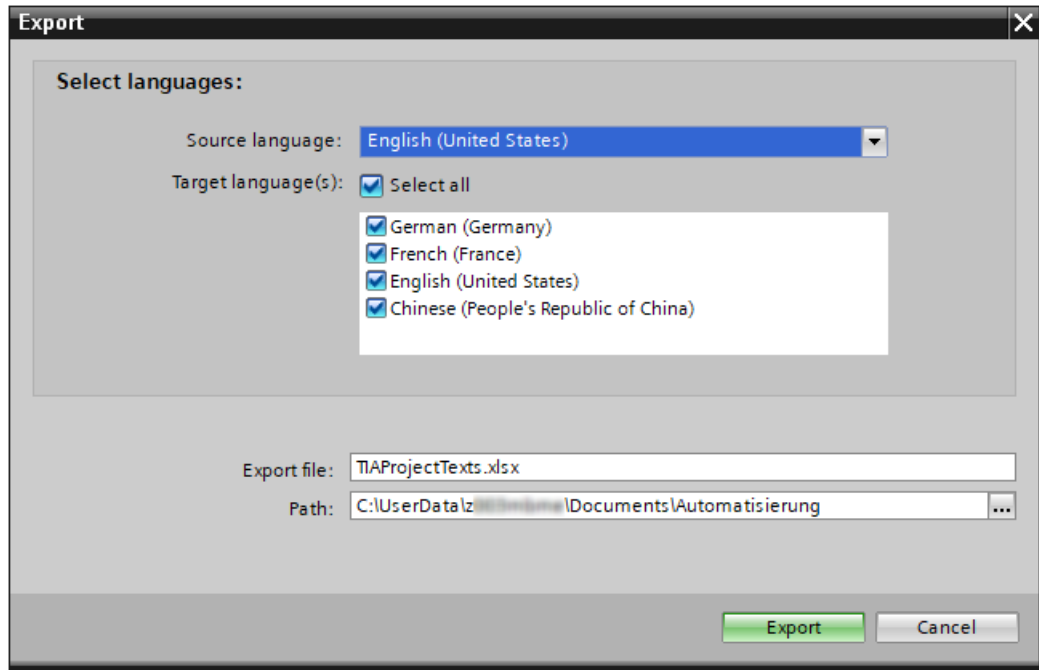 Export
Select languages:
Source language: English (United States)
Target language(s): Select all
German (Germany)
French (France)
English (United States)
Chinese (People's Republic of China)
Export file: TIAProjectTexts.xlsx
Path: C:\UserData\z \Documents\Automatisierung ...
Export Cancel